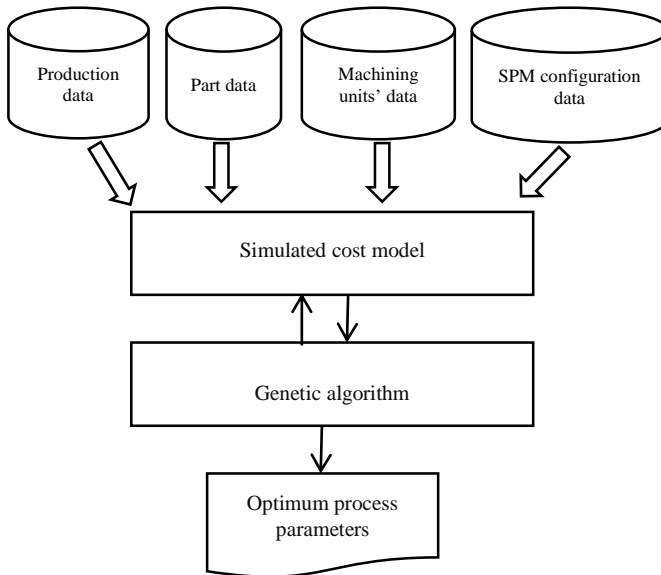 Production
data
Part data
Machining
units’ data
SPM configuration
data
Simulated cost model
Genetic algorithm
Optimum process
parameters